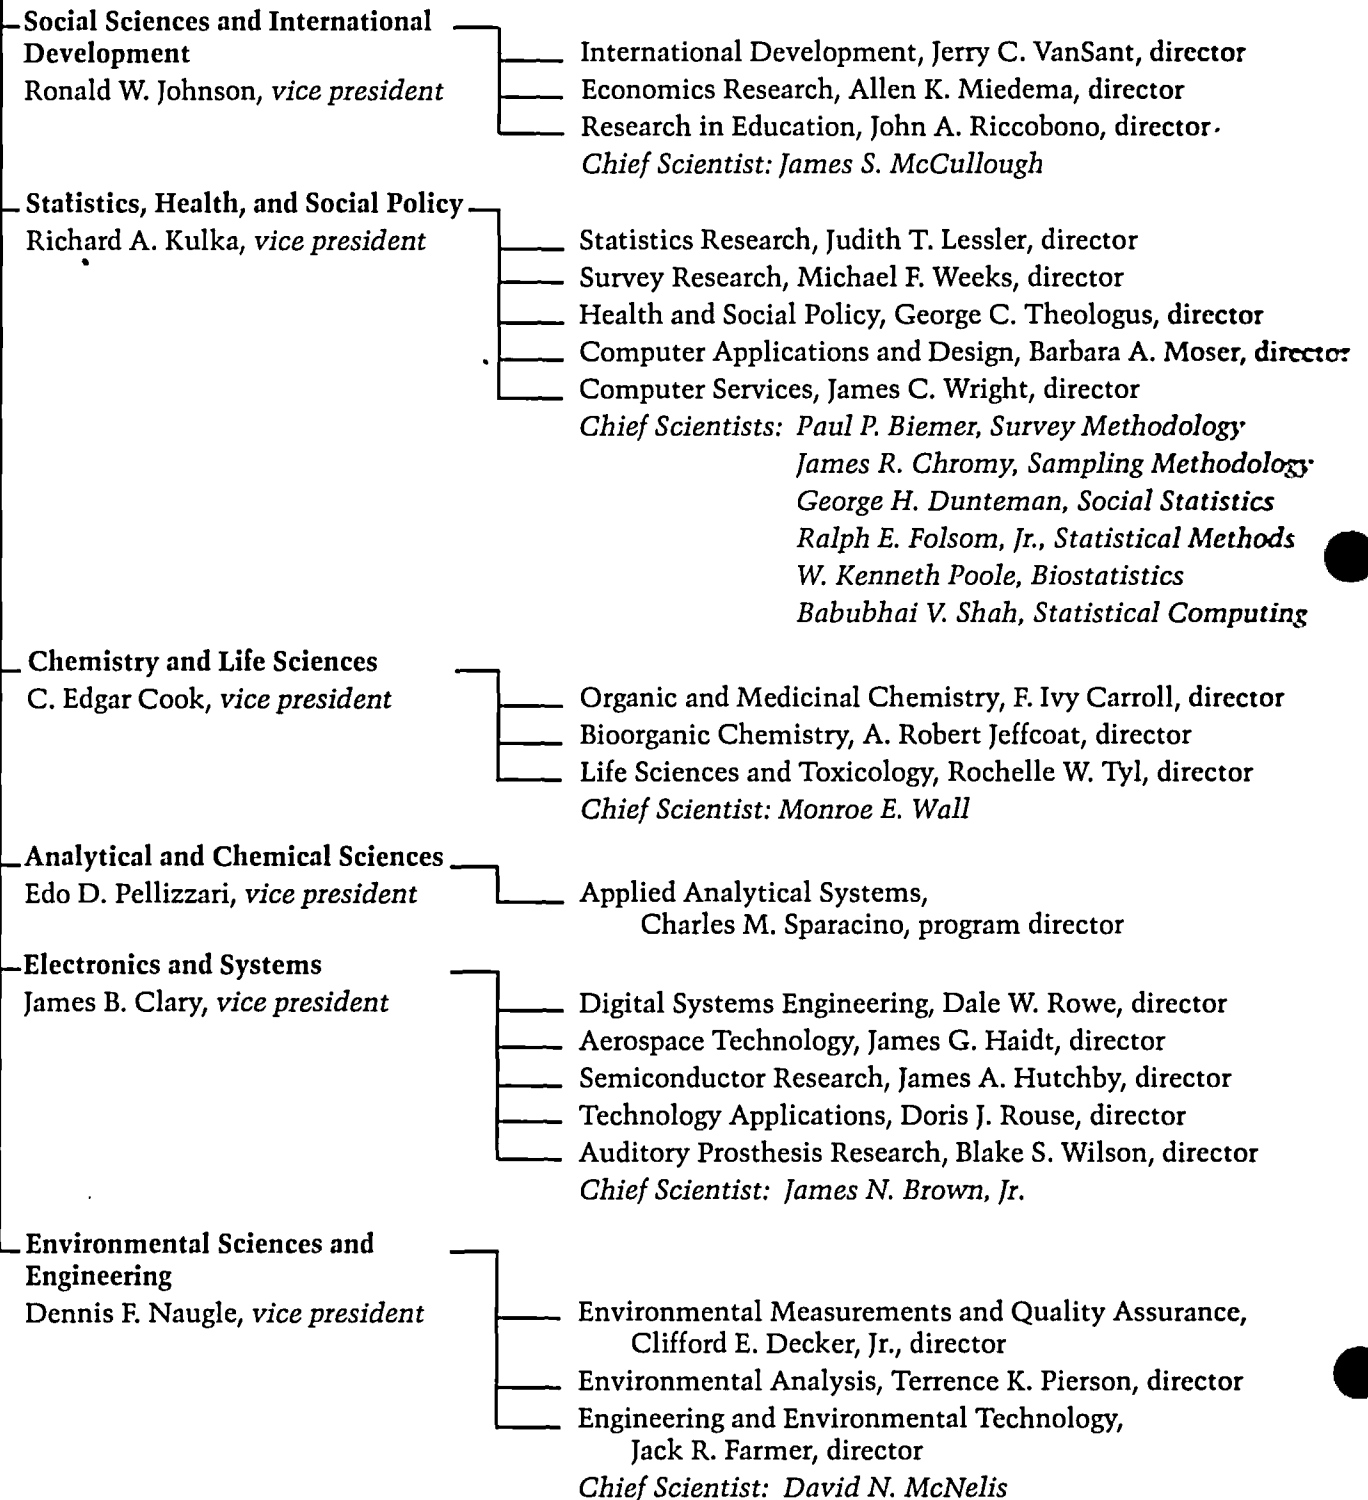 Social Sciences and International
Development
Ronald W. Johnson, vice president
International Development, Jerry C. VanSant, director
Economics Research, Allen K. Miedema, director
Research in Education, John A. Riccobono, director
Chief Scientist: James S. McCullough
Statistics, Health, and Social Policy
Richard A. Kulka, vice president
Statistics Research, Judith T. Lessler, director
Survey Research, Michael F. Weeks, director
Health and Social Policy, George C. Theologus, director
Computer Applications and Design, Barbara A. Moser, director
Computer Services, James C. Wright, director
Chief Scientists: Paul P. Biemer, Survey Methodology
James R. Chromy, Sampling Methodology
George H. Dunteman, Social Statistics
Ralph E. Folsom, Jr., Statistical Methods
W. Kenneth Poole, Biostatistics
Babubhai V. Shah, Statistical Computing
Chemistry and Life Sciences
C. Edgar Cook, vice president
Organic and Medicinal Chemistry, F. Ivy Carroll, director
Bioorganic Chemistry, A. Robert Jeffcoat, director
Life Sciences and Toxicology, Rochelle W. Tyl, director
Chief Scientist: Monroe E. Wall
Analytical and Chemical Sciences
Edo D. Pellizzari, vice president
Applied Analytical Systems,
Charles M. Sparacino, program director
Electronics and Systems
James B. Clary, vice president
Digital Systems Engineering, Dale W. Rowe, director
Aerospace Technology, James G. Haidt, director
Semiconductor Research, James A. Hutchby, director
Technology Applications, Doris J. Rouse, director
Auditory Prosthesis Research, Blake S. Wilson, director
Chief Scientist: James N. Brown, Jr.
Environmental Sciences and
Engineering
Dennis F. Naugle, vice president
Environmental Measurements and Quality Assurance,
Clifford E. Decker, Jr., director
Environmental Analysis, Terrence K. Pierson, director
Engineering and Environmental Technology,
Jack R. Farmer, director
Chief Scientist: David N. McNelis